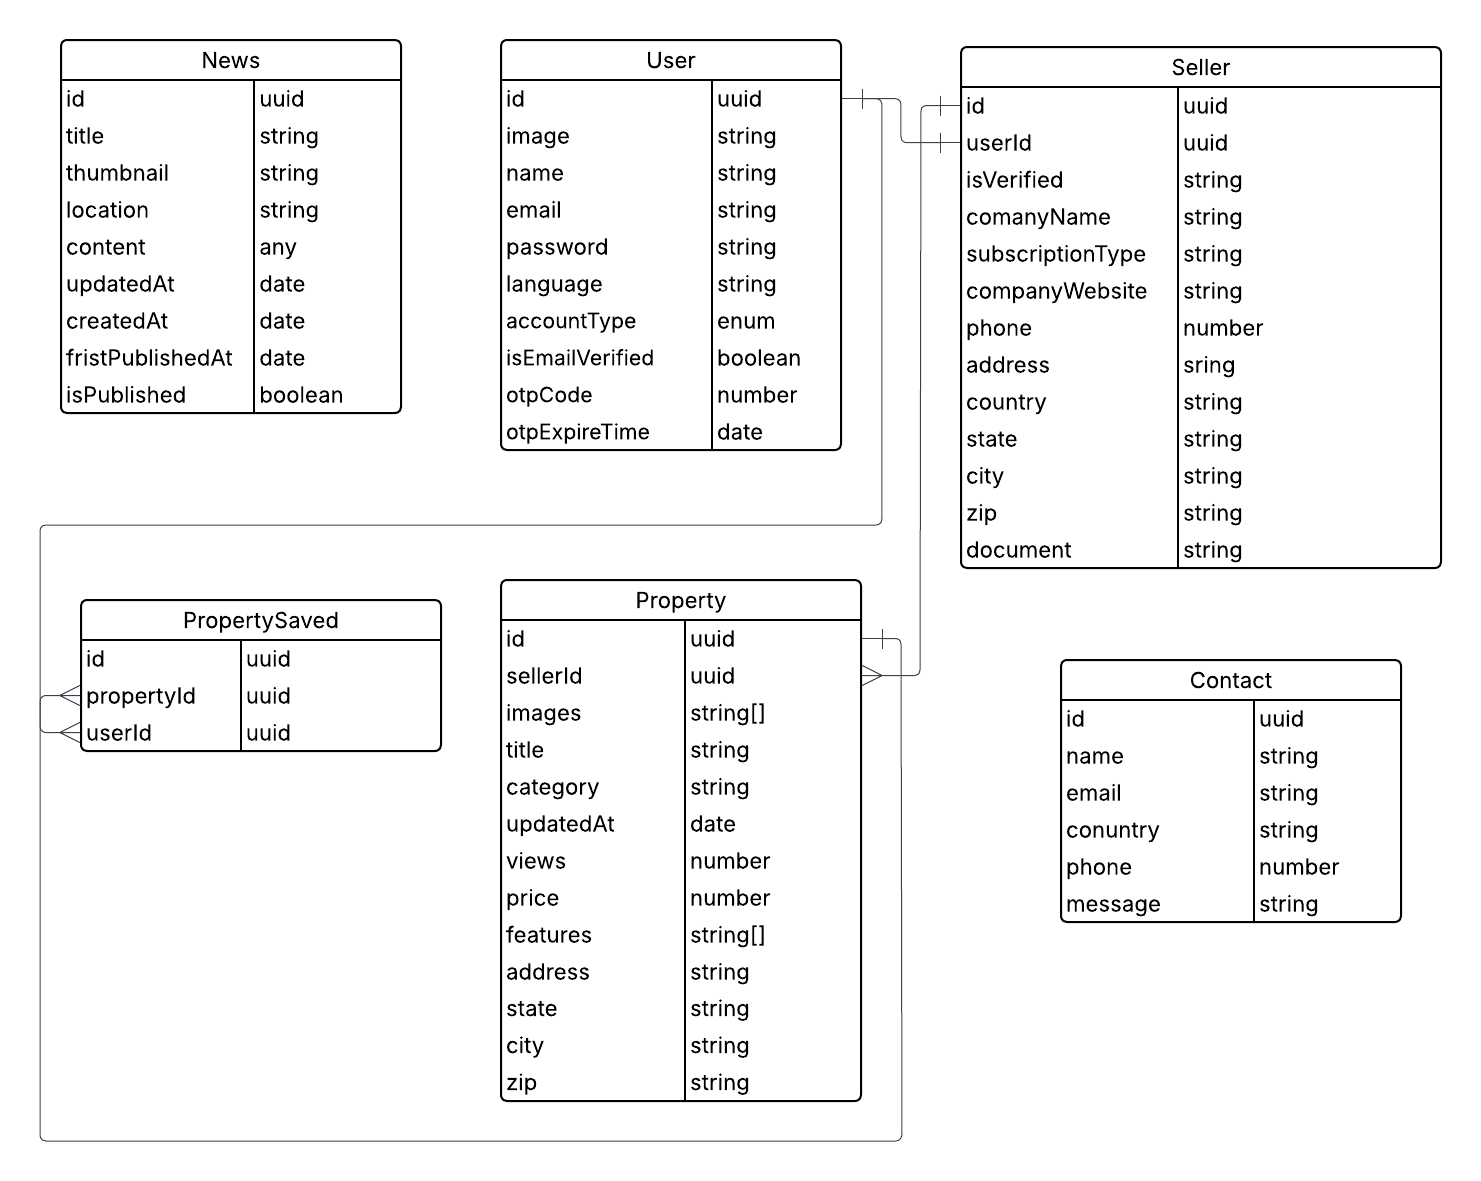 News
id uuid
title string
thumbnail string
location string
content any
updatedAt date
createdAt date
fristPublishedAt date
isPublished boolean
User
id uuid
image string
name string
email string
password string
language string
accountType enum
isEmailVerified boolean
otpCode number
otpExpireTime date
Seller
id uuid
userId uuid
isVerified string
comanyName string
subscriptionType string
companyWebsite string
phone number
address sring
country string
state string
city string
zip string
document string
PropertySaved
id uuid
propertyId uuid
userId uuid
Property
id uuid
sellerId uuid
images string[]
title string
category string
updatedAt date
views number
price number
features string[]
address string
state string
city string
zip string
Contact
id uuid
name string
email string
conuntry string
phone number
message string